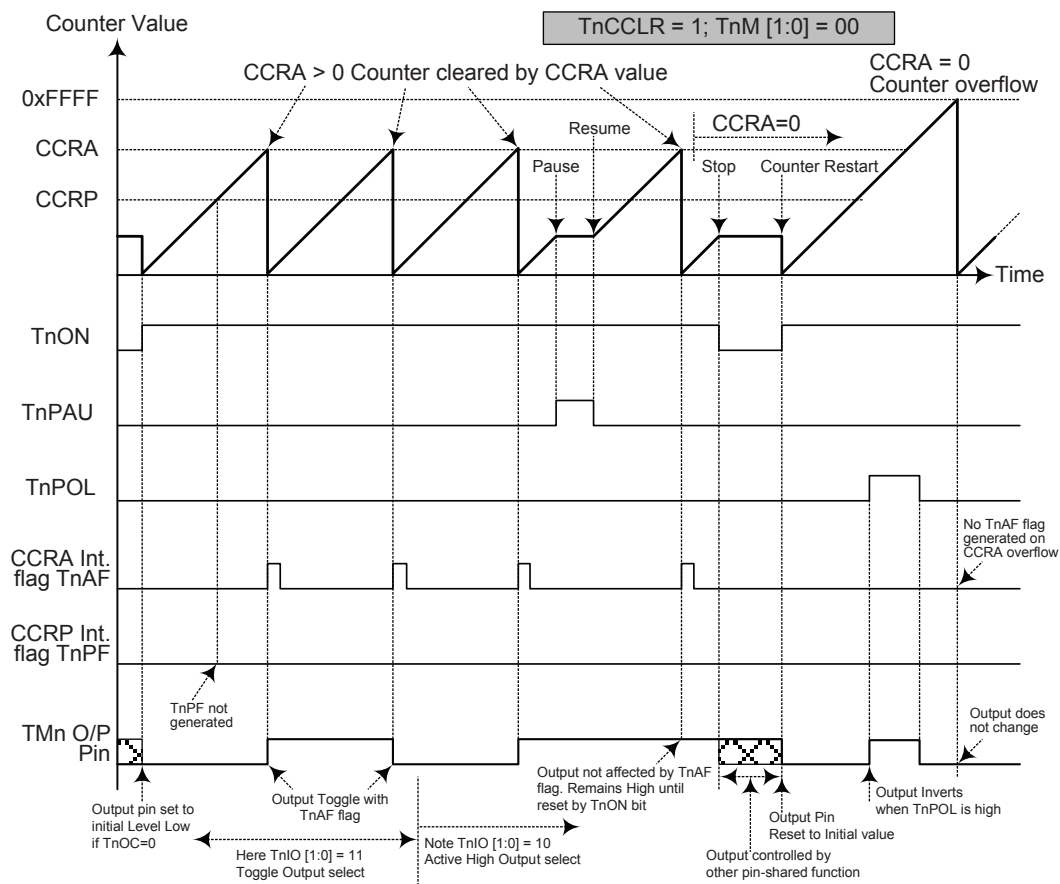 Counter Value
TnCCLR = 1; TnM [1:0] = 00
CCRA > 0 Counter cleared by CCRA value
CCRA = 0
Counter overflow
0xFFFF
CCRA
CCRP
Resume
CCRA=0
Pause
Stop
Counter Restart
Time
TnON
TnPAU
TnPOL
No TnAF flag
generated on
CCRA overflow
CCRA Int.
flag TnAF
CCRP Int.
flag TnPF
TnPF not
generated
TMn O/P
Pin
Output does
not change
Output pin set to
initial Level Low
if TnOC=0
Output Toggle with
TnAF flag
Output not affected by TnAF
flag. Remains High until
reset by TnON bit
Output Inverts
when TnPOL is high
Output Pin
Reset to Initial value
Here TnIO [1:0] = 11
Toggle Output select
Note TnIO [1:0] = 10
Active High Output select
Output controlled by
other pin-shared function